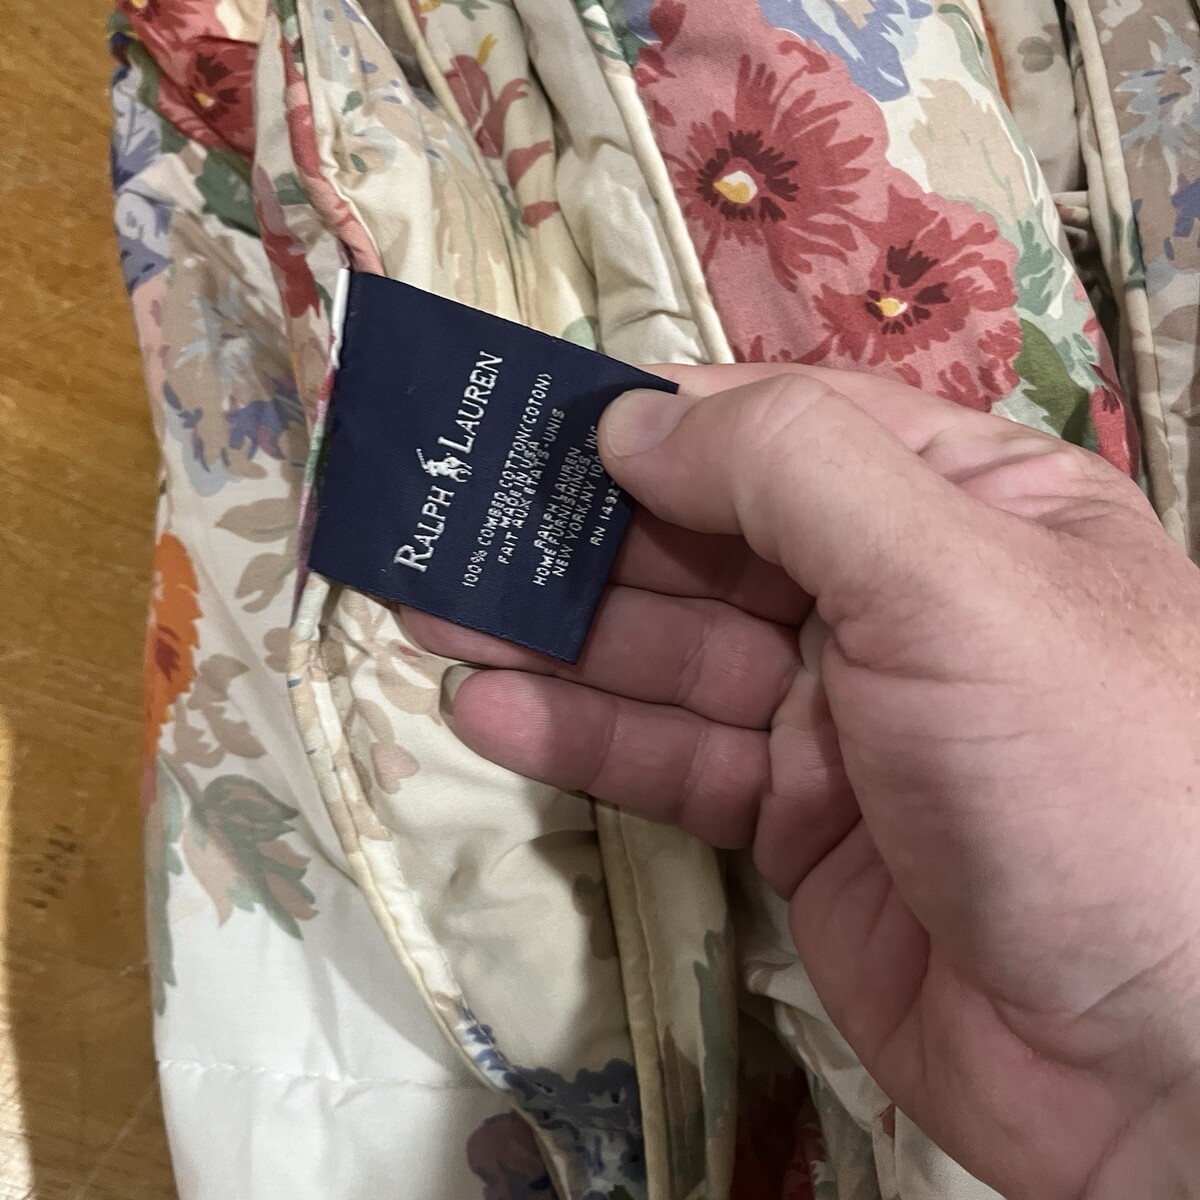 RALPH LAUREN
100% COMBED COTTON(COTON)
MADE IN USA
FAIT AUX ETATS-UNIS
RALPH LAUREN
HOME FURNISHINGS, INC
NEW YORK,NY
RN